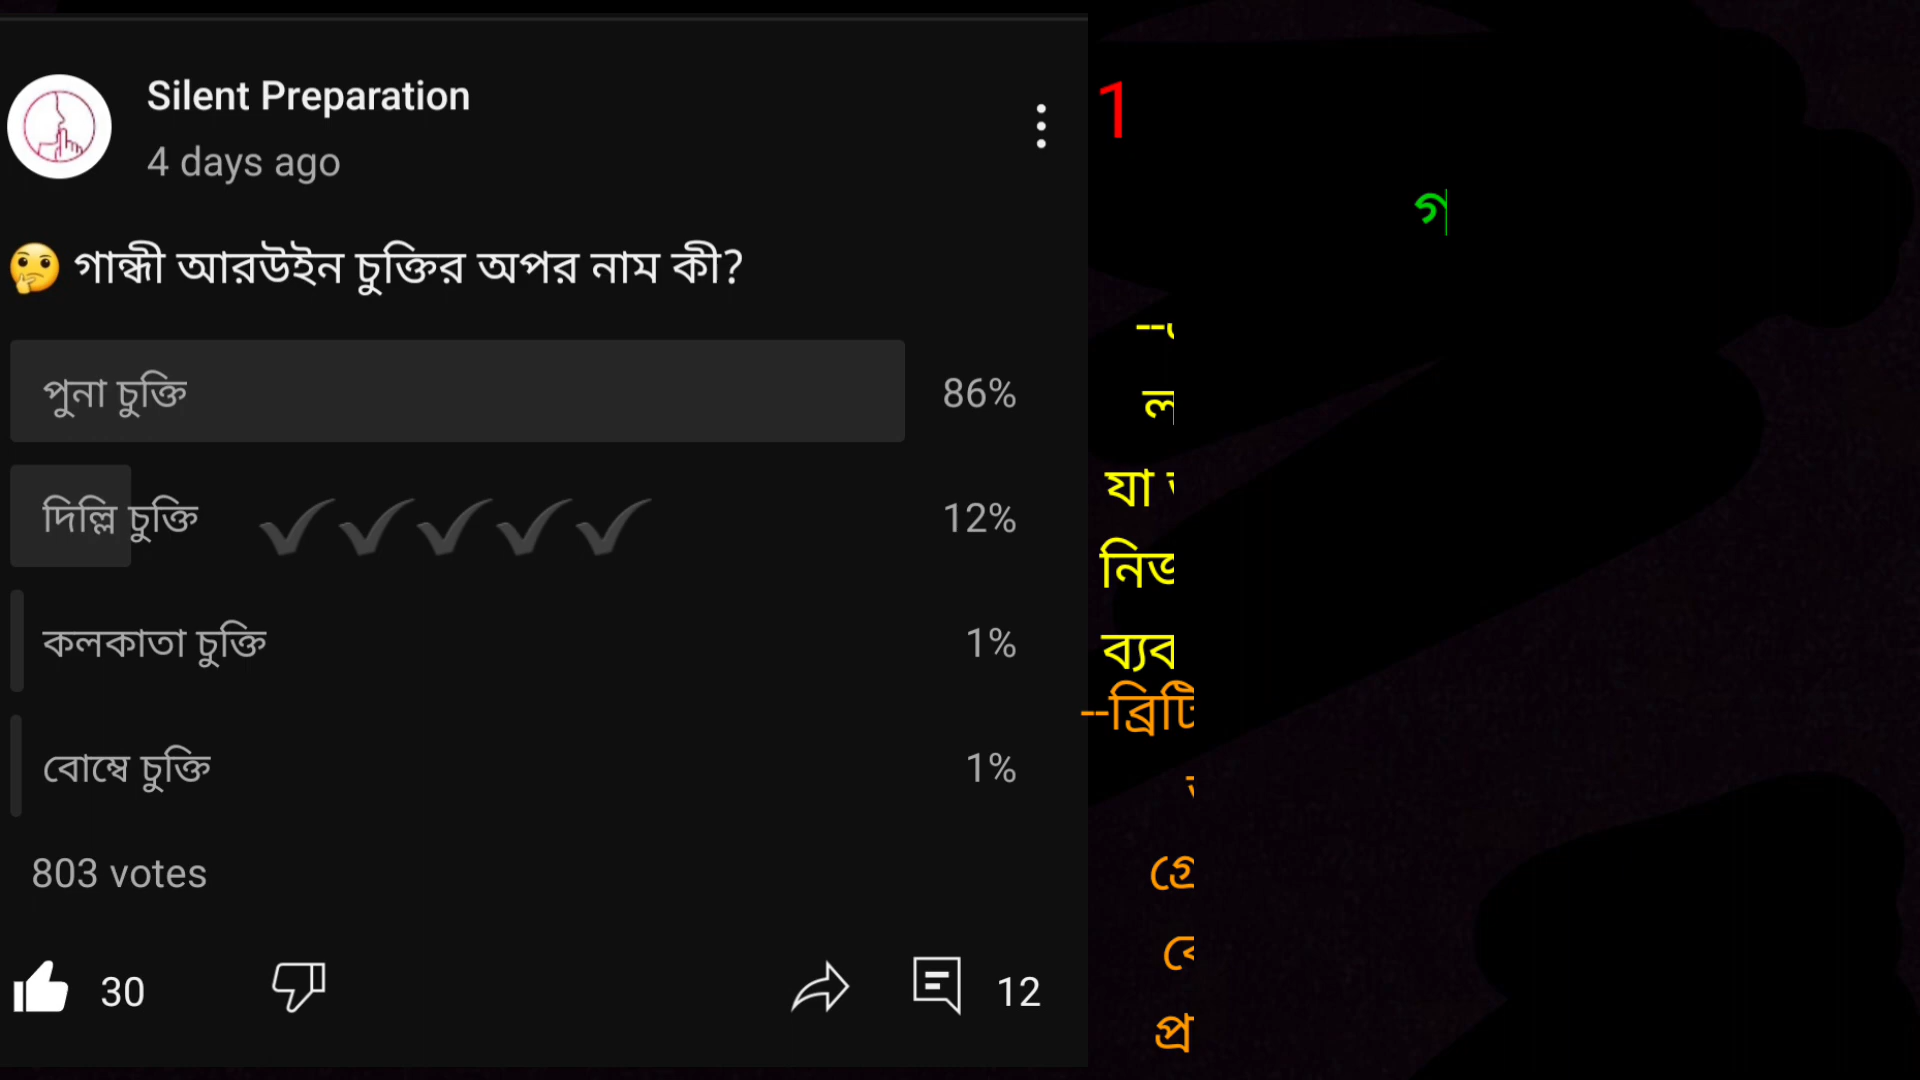 Silent Preparation
4 days ago
🤔 গান্ধী আরউইন চুক্তির অপর নাম কী?
পুনা চুক্তি 86%
দিল্লি চুক্তি ✔✔✔✔✔ 12%
কলকাতা চুক্তি 1%
বোম্বে চুক্তি 1%
803 votes
30 12
1
যা